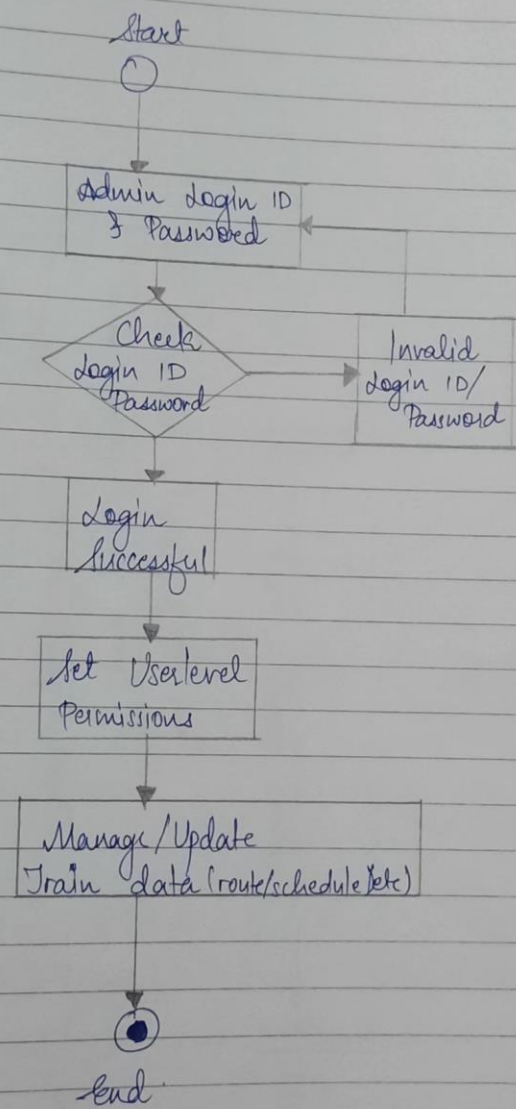 Start
Admin Login ID
& Password
Check
Login ID
Password
Invalid
Login ID/
Password
Login
Successful
Set Userlevel
Permissions
Manage/Update
Train data (route/schedule/etc)
End